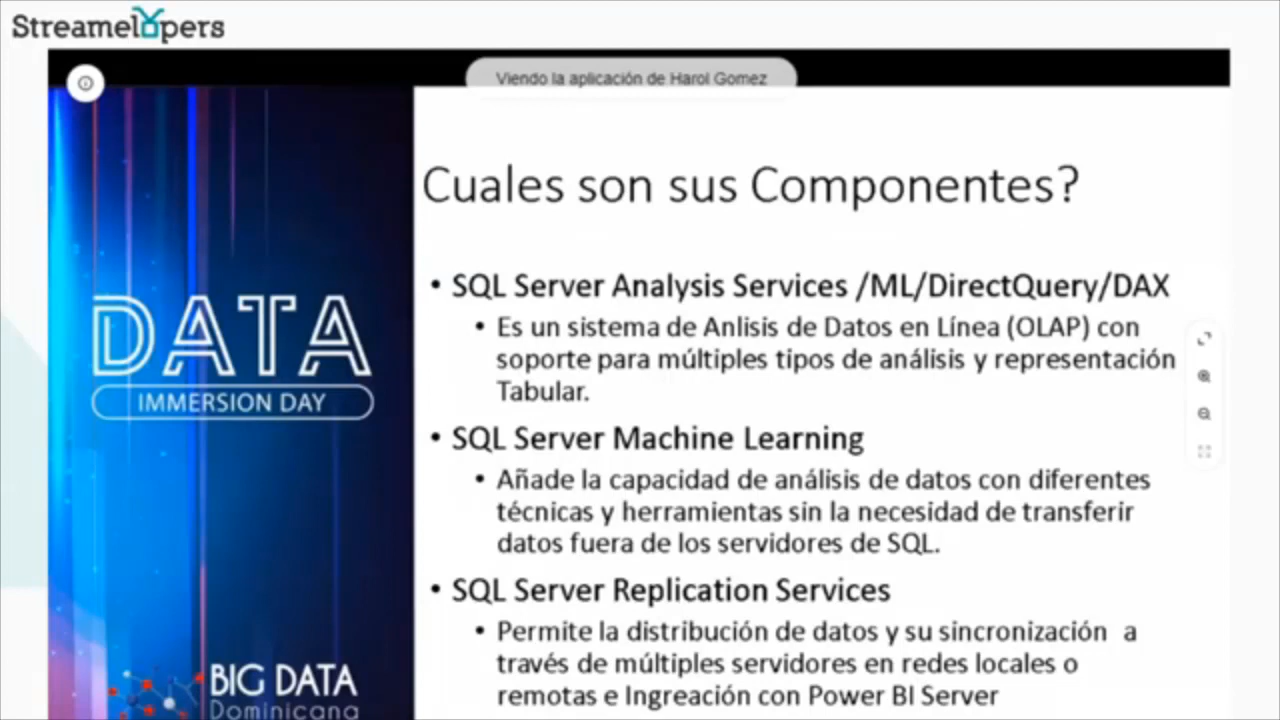 Streamelopers
Viendo la aplicación de Harol Gomez
Cuales son sus Componentes?
• SQL Server Analysis Services /ML/DirectQuery/DAX
• Es un sistema de Anlisis de Datos en Línea (OLAP) con
soporte para múltiples tipos de análisis y representación
Tabular.
• SQL Server Machine Learning
• Añade la capacidad de análisis de datos con diferentes
técnicas y herramientas sin la necesidad de transferir
datos fuera de los servidores de SQL.
• SQL Server Replication Services
• Permite la distribución de datos y su sincronización a
través de múltiples servidores en redes locales o
remotas e Ingreación con Power BI Server
DATA
IMMERSION DAY
BIG DATA
Dominicana